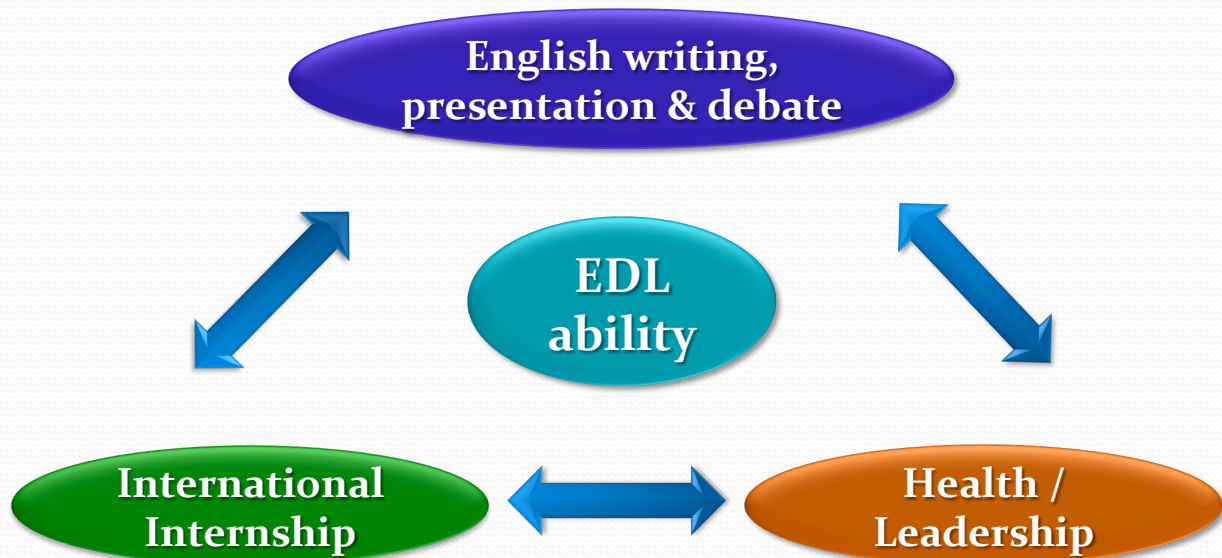 English writing,
presentation & debate
EDL
ability
International
Internship
Health /
Leadership